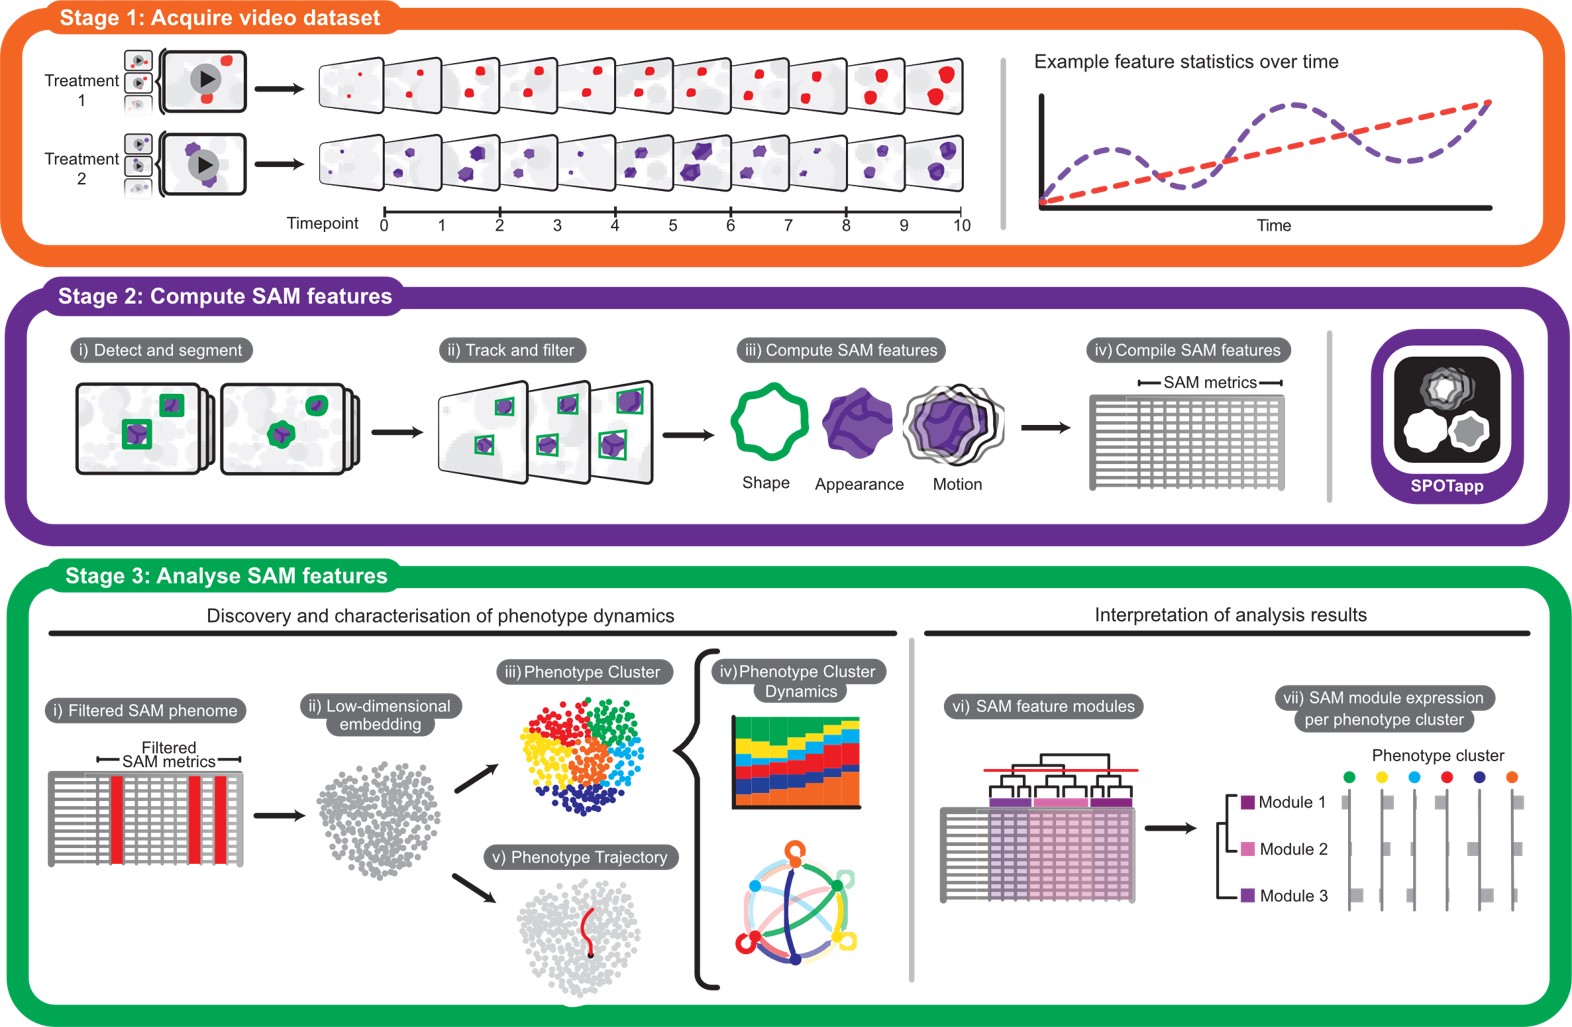 Stage 1: Acquire video dataset
Treatment
1
Treatment
2
Timepoint
0 1 2 3 4 5 6 7 8 9 10
Example feature statistics over time
Time
Stage 2: Compute SAM features
i) Detect and segment
ii) Track and filter
iii) Compute SAM features
Shape
Appearance
Motion
iv) Compile SAM features
SAM metrics
SPOTapp
Stage 3: Analyse SAM features
Discovery and characterisation of phenotype dynamics
i) Filtered SAM phenome
Filtered
SAM metrics
ii) Low-dimensional
embedding
iii) Phenotype Cluster
v) Phenotype Trajectory
iv) Phenotype Cluster
Dynamics
Interpretation of analysis results
vi) SAM feature modules
vii) SAM module expression
per phenotype cluster
Phenotype cluster
Module 1
Module 2
Module 3